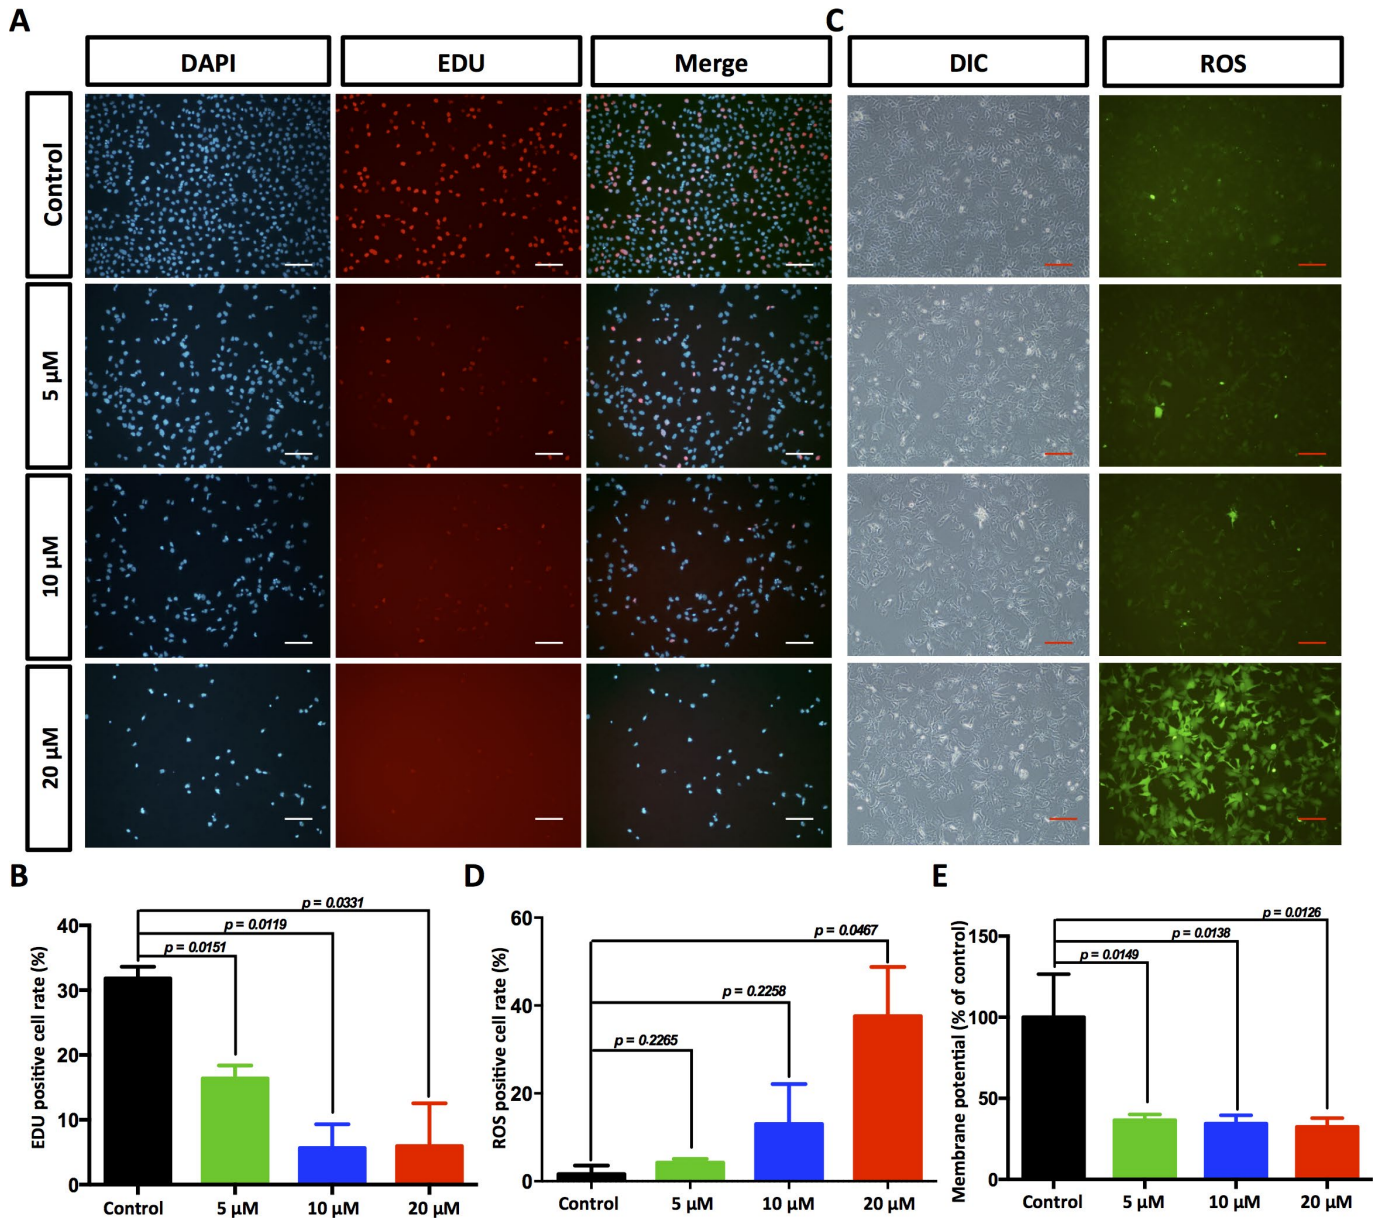 A
C
DAPI
EDU
Merge
DIC
ROS
Control
5 µM
10 µM
20 µM
B
EDU positive cell rate (%)
40
30
20
10
0
p = 0.0331
p = 0.0119
p = 0.0151
Control
5 µM
10 µM
20 µM
D
ROS positive cell rate (%)
60
40
20
0
p = 0.0467
p = 0.2258
p = 0.2265
Control
5 µM
10 µM
20 µM
E
Membrane potential (% of control)
150
100
50
0
p = 0.0126
p = 0.0138
p = 0.0149
Control
5 µM
10 µM
20 µM